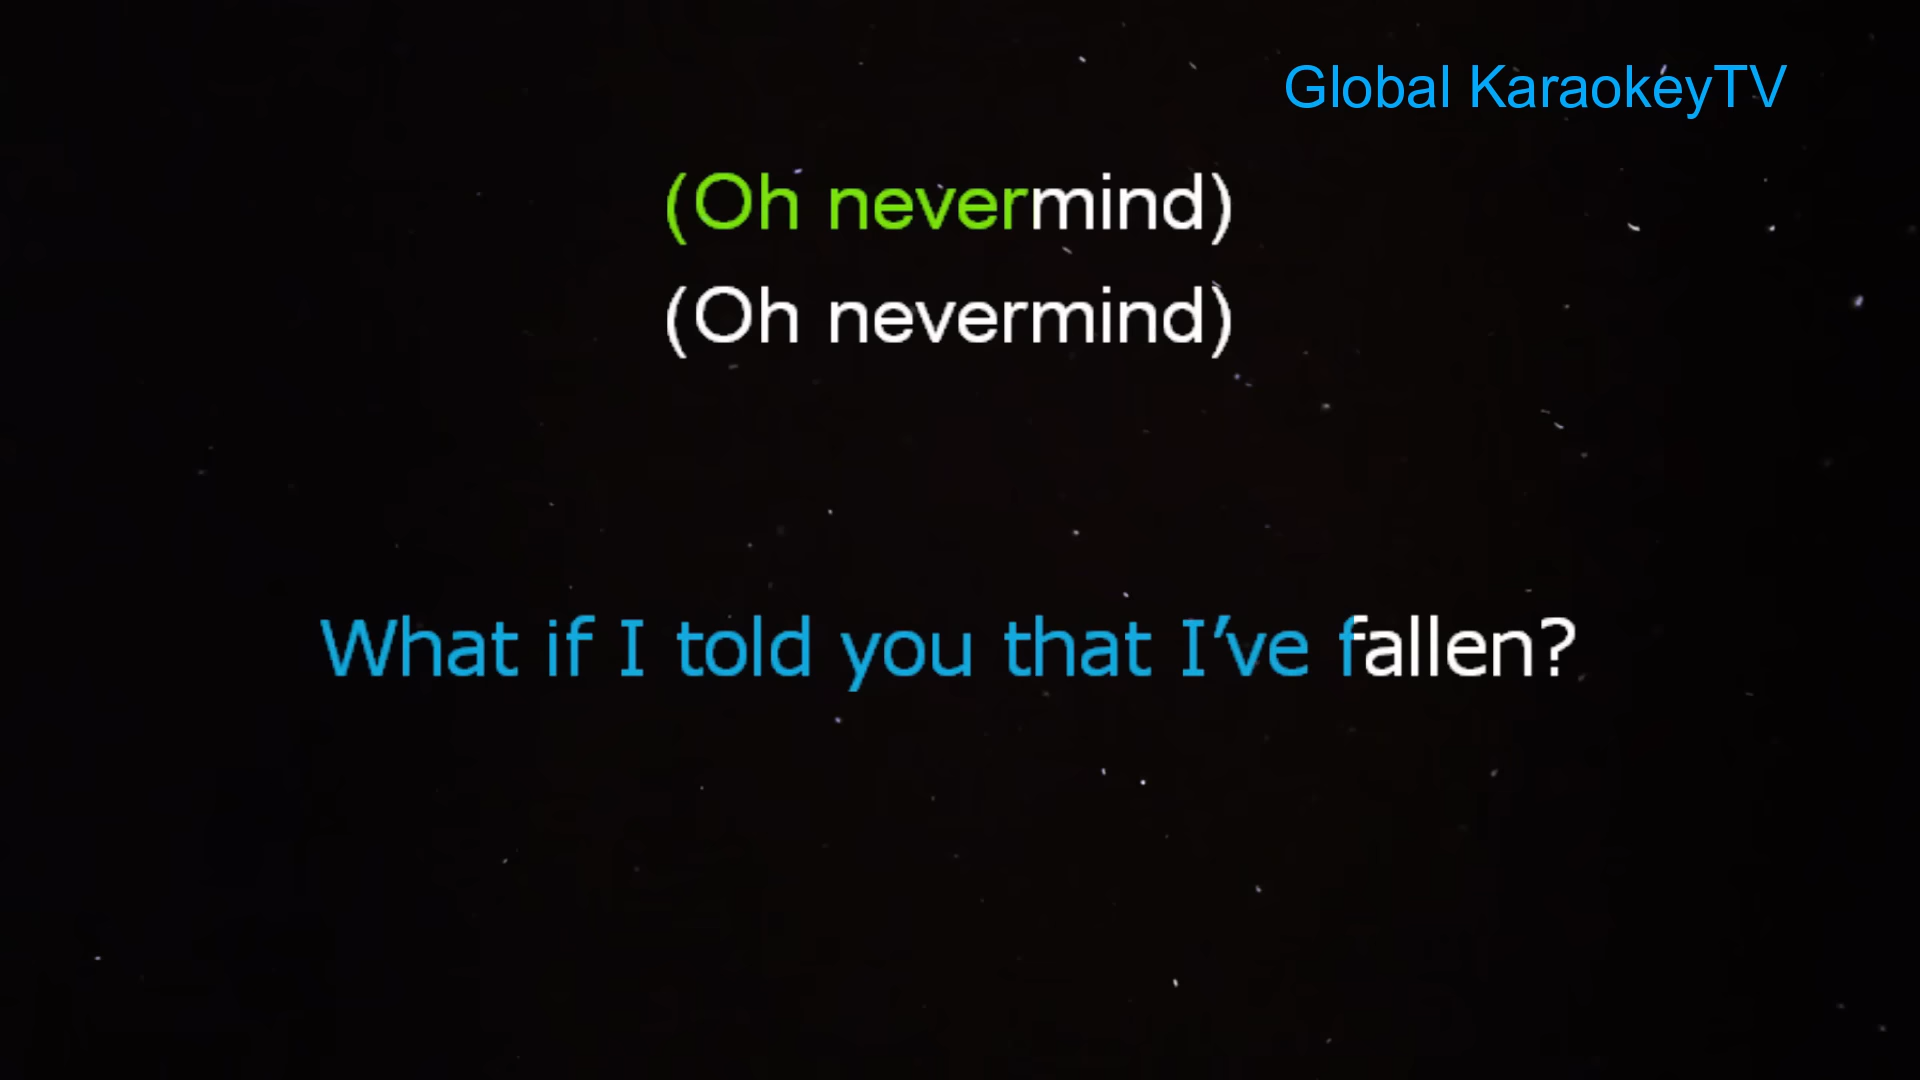 Global KaraokeyTV
(Oh nevermind)
(Oh nevermind)
What if I told you that I’ve fallen?